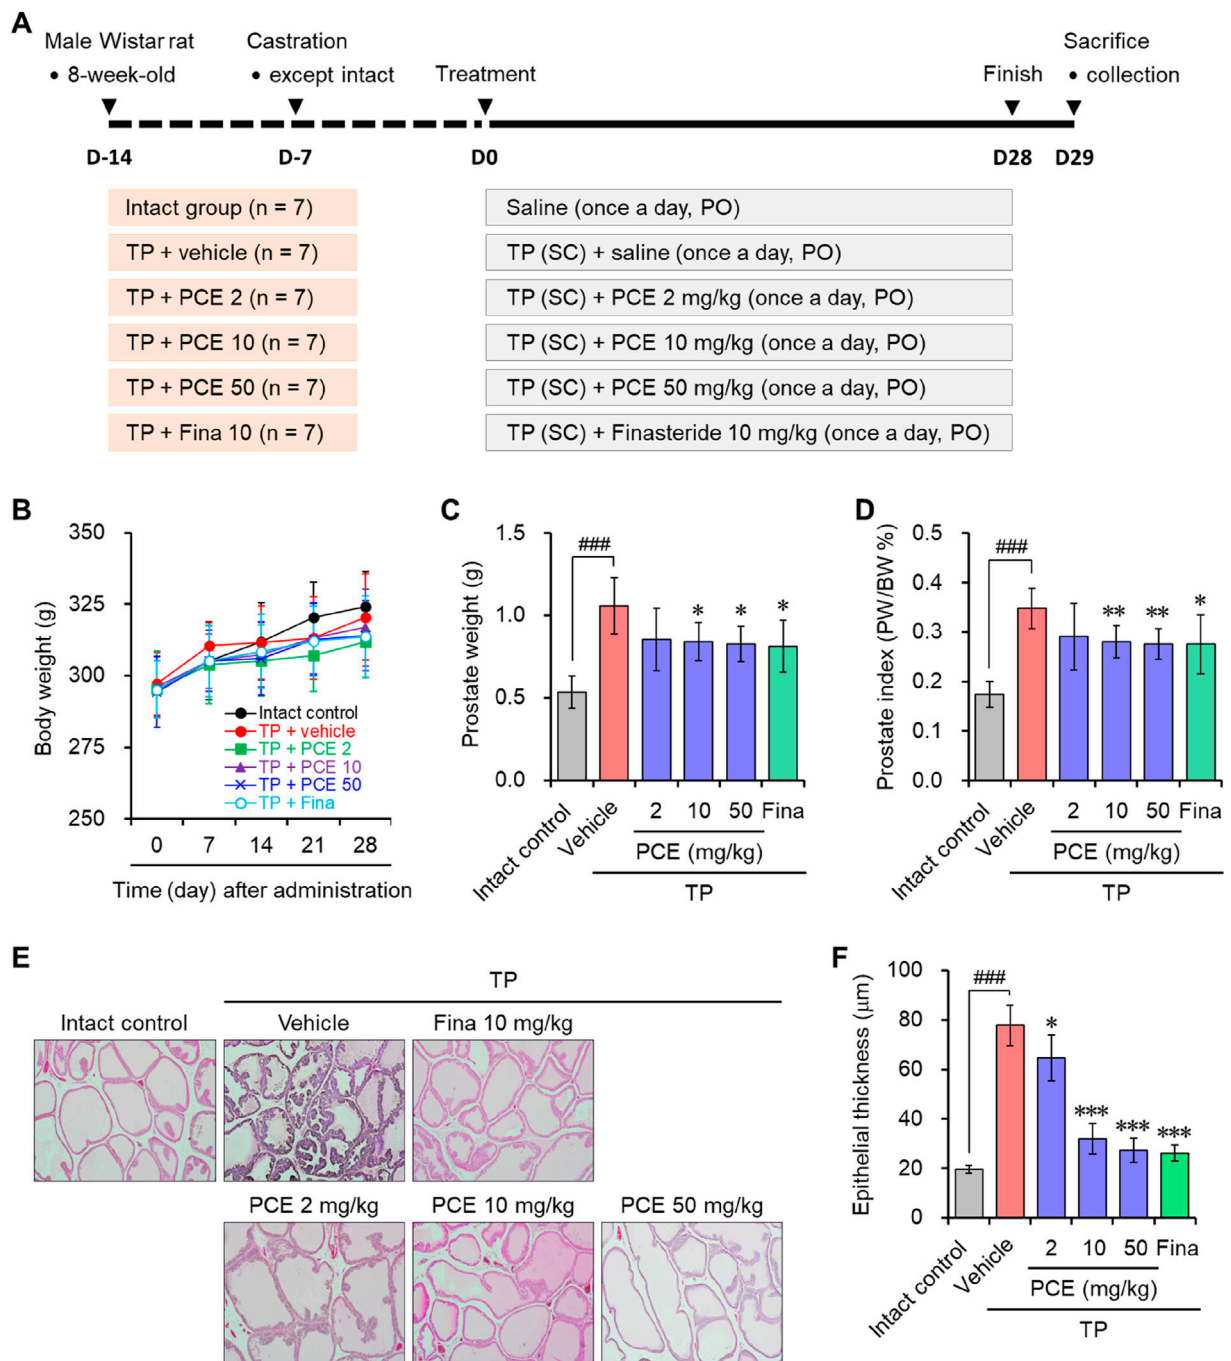 A
Male Wistar rat
• 8-week-old
Castration
• except intact
Treatment
Finish
Sacrifice
• collection
D-14
D-7
D0
D28
D29
Intact group (n = 7)
Saline (once a day, PO)
TP + vehicle (n = 7)
TP (SC) + saline (once a day, PO)
TP + PCE 2 (n = 7)
TP (SC) + PCE 2 mg/kg (once a day, PO)
TP + PCE 10 (n = 7)
TP (SC) + PCE 10 mg/kg (once a day, PO)
TP + PCE 50 (n = 7)
TP (SC) + PCE 50 mg/kg (once a day, PO)
TP + Fina 10 (n = 7)
TP (SC) + Finasteride 10 mg/kg (once a day, PO)
B
Body weight (g)
350
325
300
275
250
Intact control
TP + vehicle
TP + PCE 2
TP + PCE 10
TP + PCE 50
TP + Fina
0 7 14 21 28
Time (day) after administration
C
Prostate weight (g)
1.5
1.0
0.5
0.0
###
* * *
Intact control
Vehicle
2 10 50 Fina
PCE (mg/kg)
TP
D
Prostate index (PW/BW %)
0.5
0.4
0.3
0.2
0.1
0.0
###
** ** *
Intact control
Vehicle
2 10 50 Fina
PCE (mg/kg)
TP
E
TP
Intact control
Vehicle
Fina 10 mg/kg
PCE 2 mg/kg
PCE 10 mg/kg
PCE 50 mg/kg
F
Epithelial thickness (μm)
100
80
60
40
20
0
###
* *** *** ***
Intact control
Vehicle
2 10 50 Fina
PCE (mg/kg)
TP